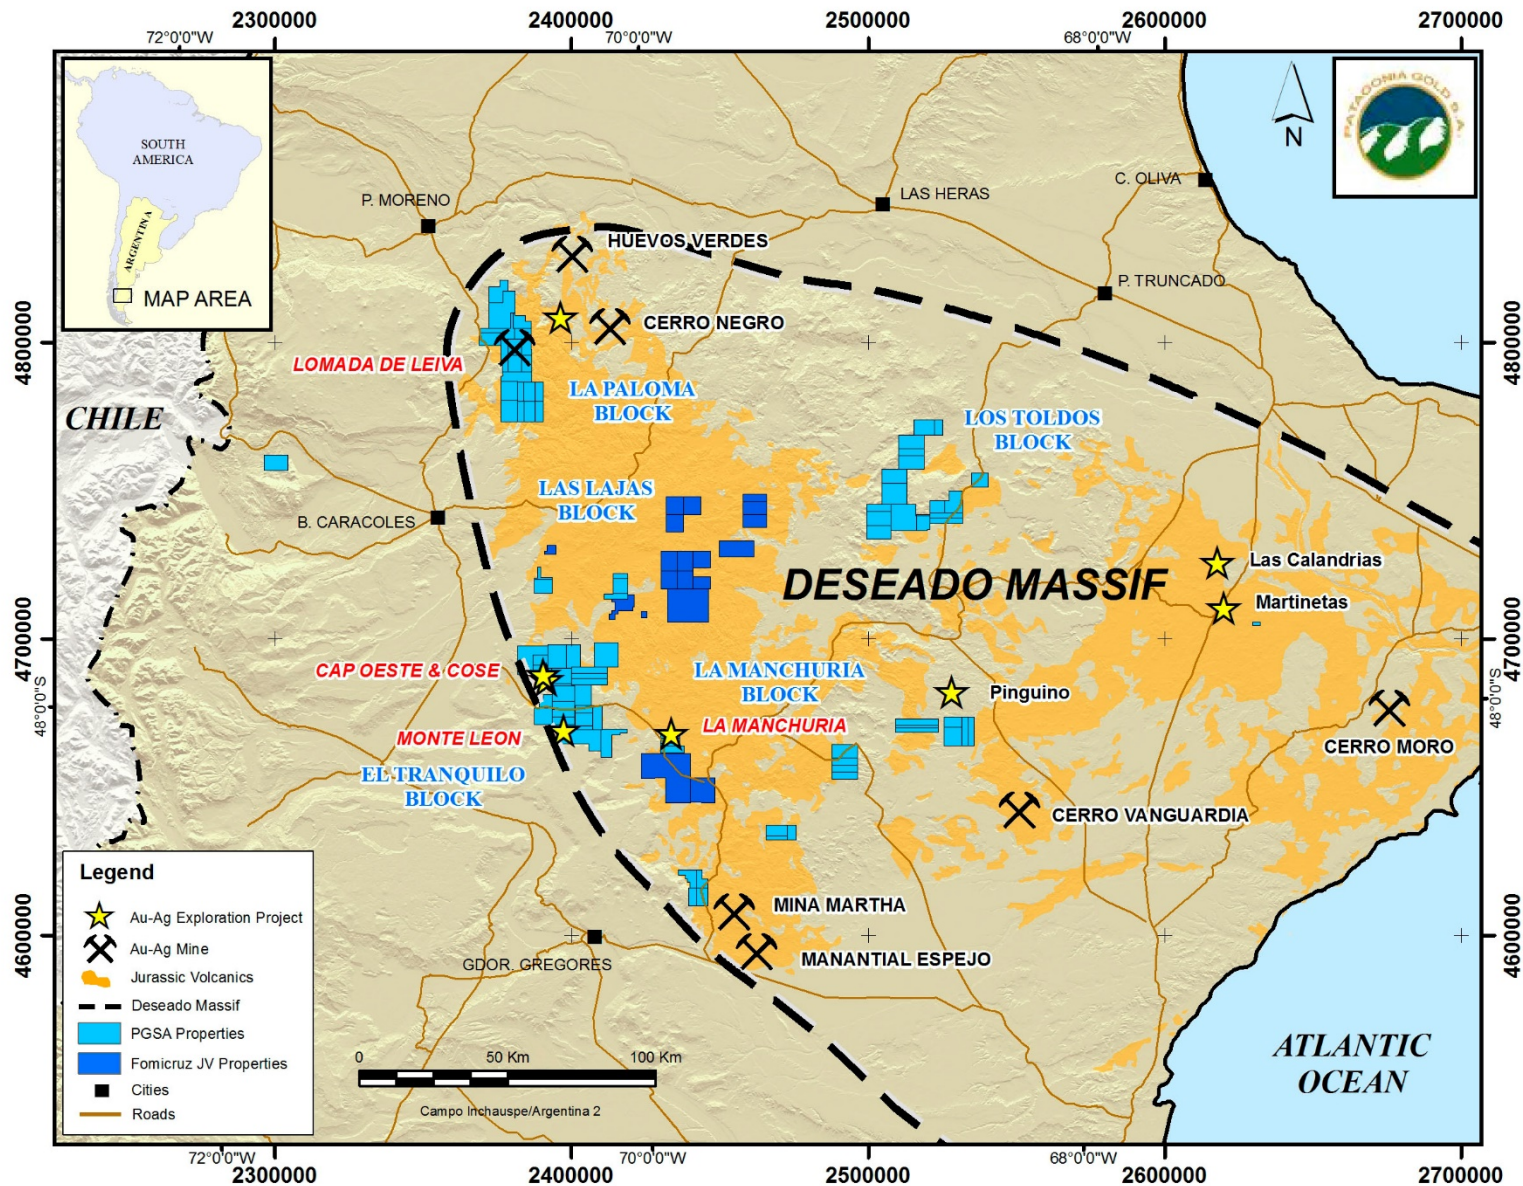 2300000
2400000
2500000
2600000
2700000
72°0'0"W
70°0'0"W
68°0'0"W
SOUTH
AMERICA
ARGENTINA
MAP AREA
PATAGONIA GOLD S.A.
N
C. OLIVA
P. MORENO
LAS HERAS
HUEVOS VERDES
P. TRUNCADO
4800000
4800000
CERRO NEGRO
LOMADA DE LEIVA
LA PALOMA
BLOCK
CHILE
LOS TOLDOS
BLOCK
LAS LAJAS
BLOCK
B. CARACOLES
Las Calandrias
DESEADO MASSIF
Martinetas
4700000
4700000
CAP OESTE & COSE
LA MANCHURIA
BLOCK
Pinguino
48°0'0"S
48°0'0"S
LA MANCHURIA
MONTE LEON
CERRO MORO
EL TRANQUILO
BLOCK
CERRO VANGUARDIA
Legend
Au-Ag Exploration Project
Au-Ag Mine
Jurassic Volcanics
Deseado Massif
PGSA Properties
Fomicruz JV Properties
Cities
Roads
MINA MARTHA
4600000
4600000
MANANTIAL ESPEJO
GDOR. GREGORES
0
50 Km
100 Km
Campo Inchauspe/Argentina 2
ATLANTIC
OCEAN
72°0'0"W
70°0'0"W
68°0'0"W
2300000
2400000
2500000
2600000
2700000